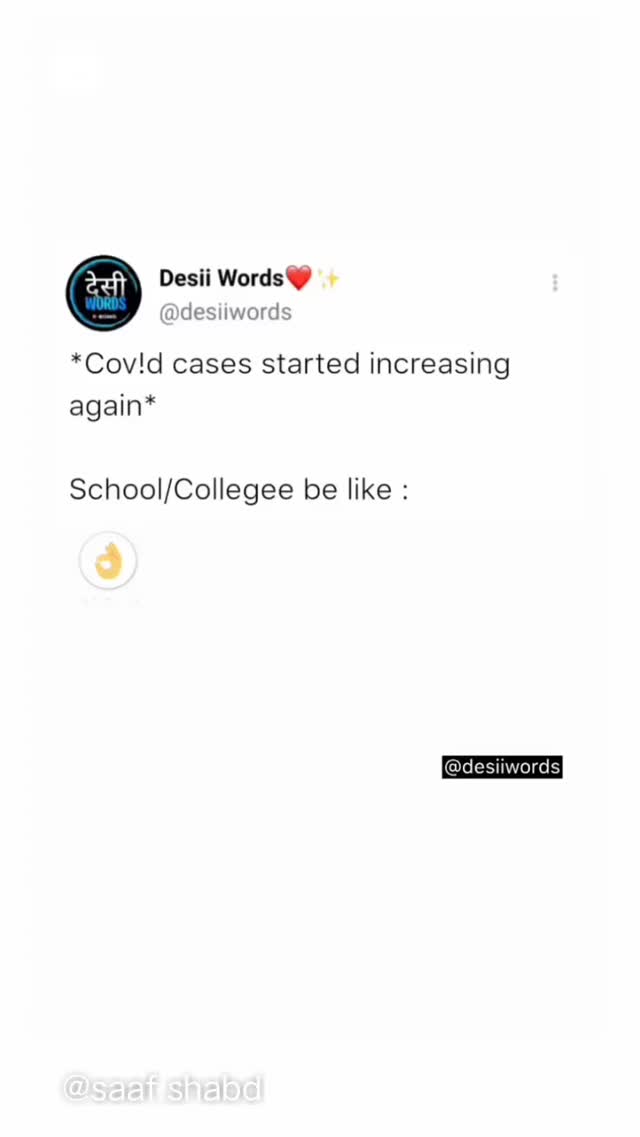 देसी
WORDS
Desii Words❤️✨
@desiiwords
*Cov!d cases started increasing
again*
School/Collegee be like :
👌
@desiiwords
@saaf shabd